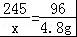 245/x = 96/4.8g